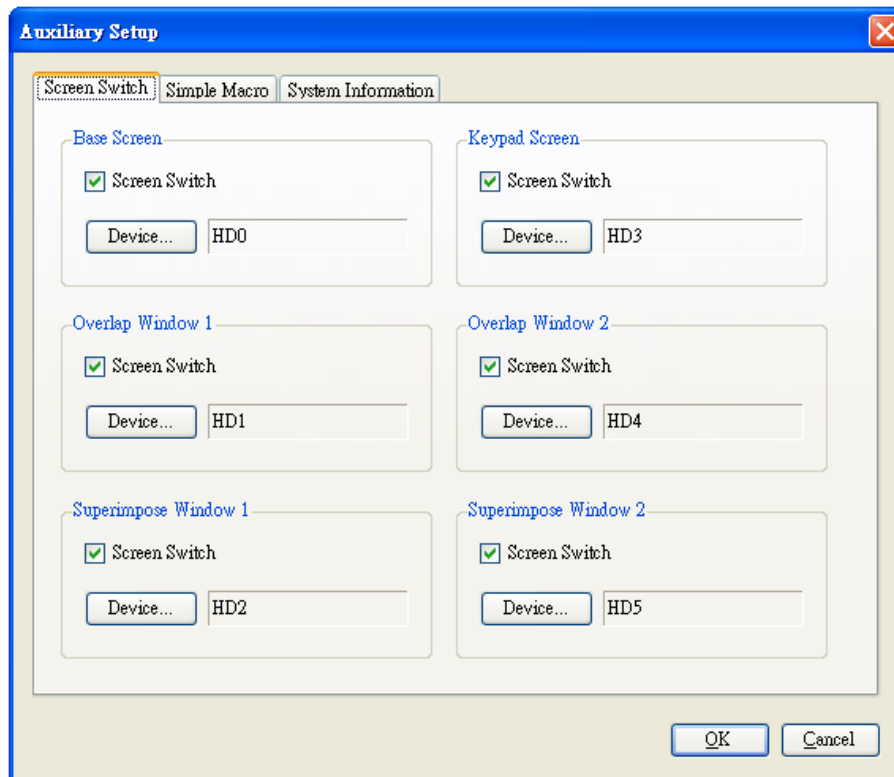 Auxiliary Setup
Screen Switch Simple Macro System Information
Base Screen
Screen Switch
Device... HD0
Keypad Screen
Screen Switch
Device... HD3
Overlap Window 1
Screen Switch
Device... HD1
Overlap Window 2
Screen Switch
Device... HD4
Superimpose Window 1
Screen Switch
Device... HD2
Superimpose Window 2
Screen Switch
Device... HD5
OK Cancel